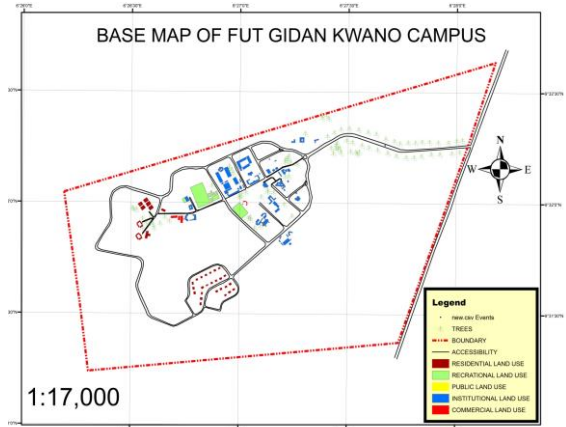 BASE MAP OF FUT GIDAN KWANO CAMPUS
N
W E
S
Legend
new.csv Events
TREES
BOUNDARY
ACCESSIBILITY
RESIDENTIAL LAND USE
RECRATIONAL LAND USE
PUBLIC LAND USE
INSTITUTIONAL LAND USE
COMMERCIAL LAND USE
1:17,000